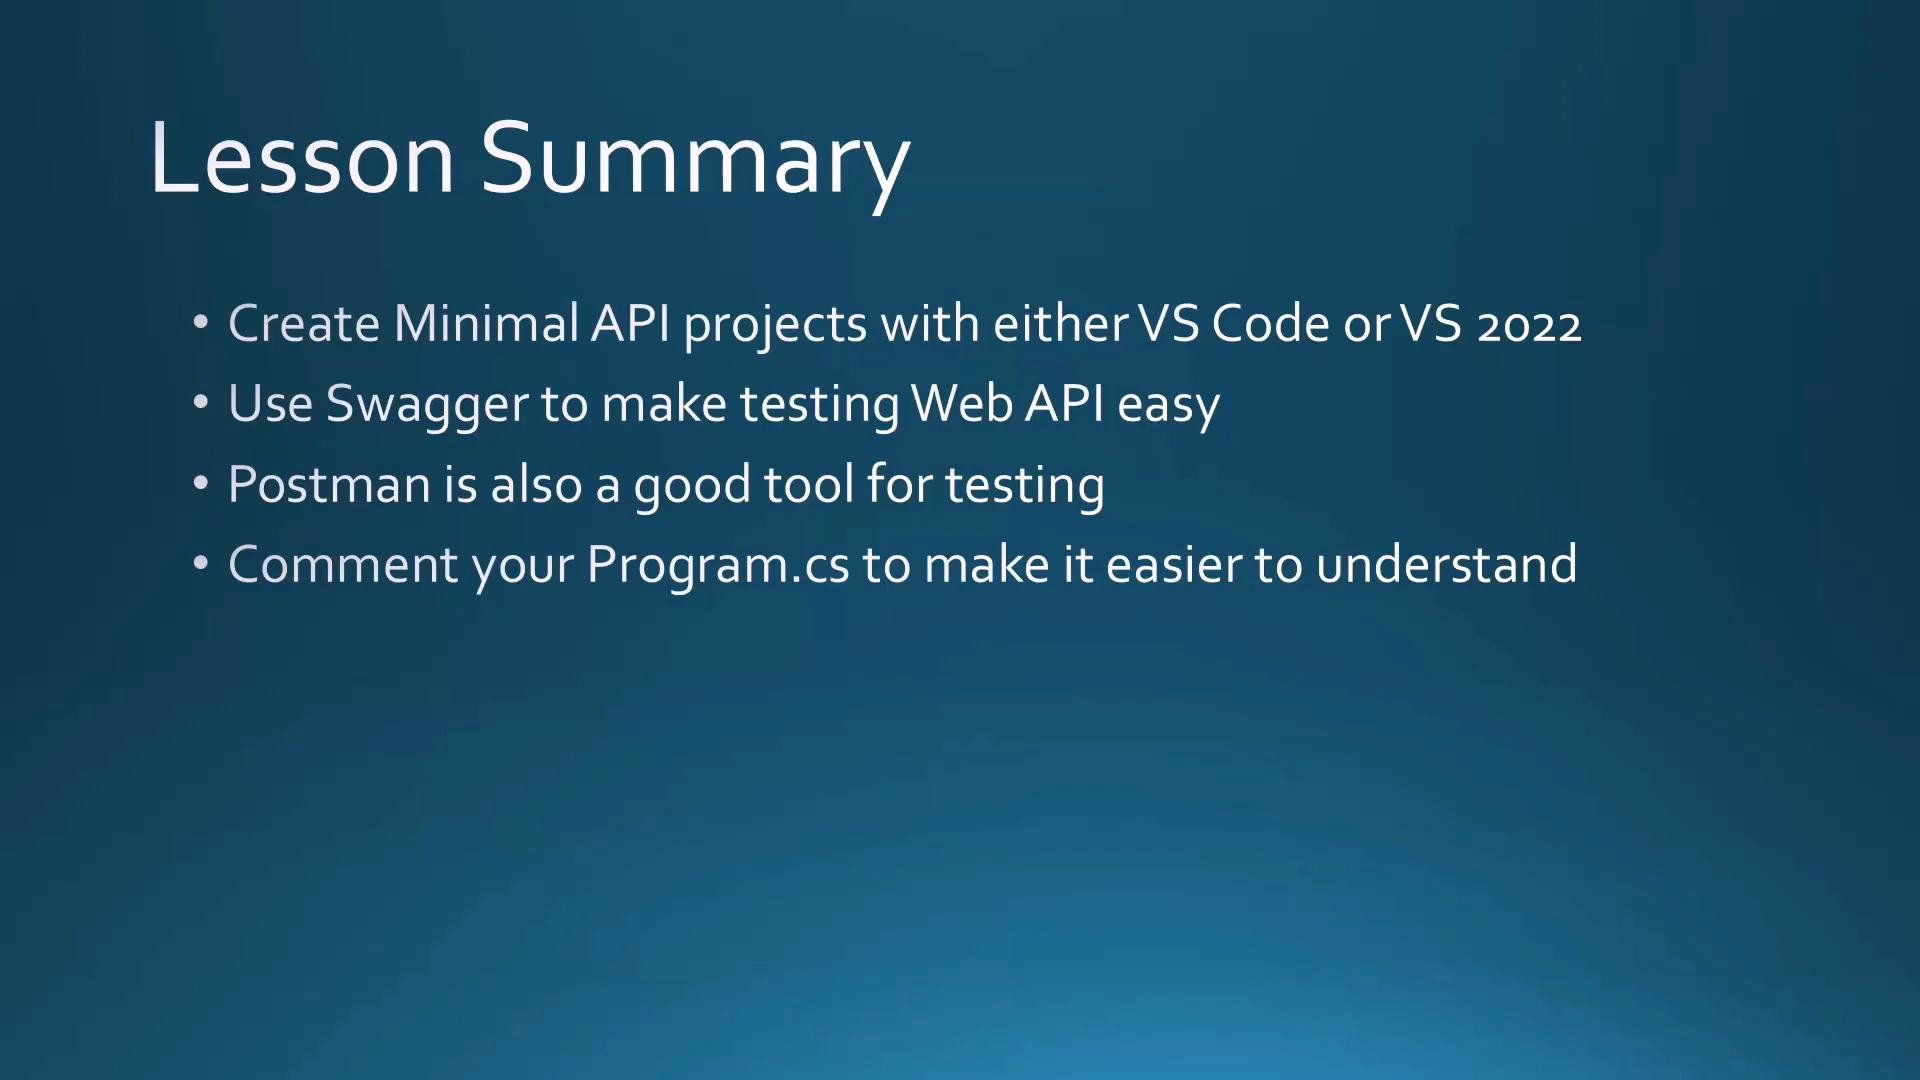 Lesson Summary
• Create Minimal API projects with either VS Code or VS 2022
• Use Swagger to make testing Web API easy
• Postman is also a good tool for testing
• Comment your Program.cs to make it easier to understand